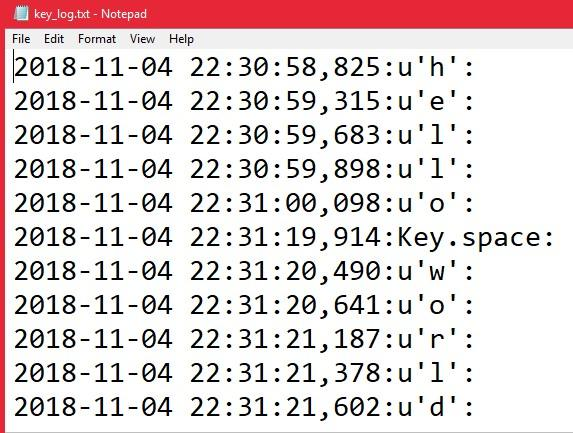 key_log.txt - Notepad
File Edit Format View Help
2018-11-04 22:30:58,825:u'h':
2018-11-04 22:30:59,315:u'e':
2018-11-04 22:30:59,683:u'l':
2018-11-04 22:30:59,898:u'l':
2018-11-04 22:31:00,098:u'o':
2018-11-04 22:31:19,914:Key.space:
2018-11-04 22:31:20,490:u'w':
2018-11-04 22:31:20,641:u'o':
2018-11-04 22:31:21,187:u'r':
2018-11-04 22:31:21,378:u'l':
2018-11-04 22:31:21,602:u'd':